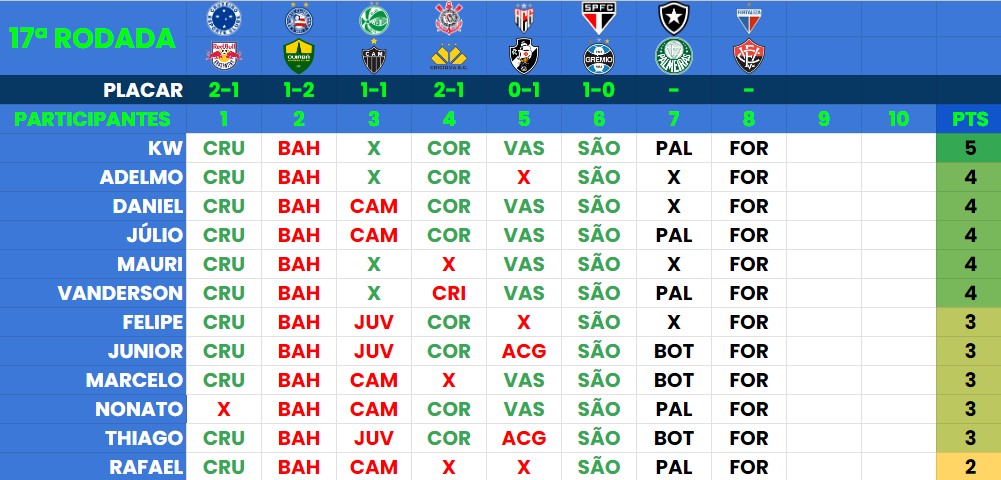 17ª RODADA
PLACAR 2-1 1-2 1-1 2-1 0-1 1-0 - -
PARTICIPANTES 1 2 3 4 5 6 7 8 9 10 PTS
KW CRU BAH X COR VAS SÃO PAL FOR 5
ADELMO CRU BAH X COR X SÃO X FOR 4
DANIEL CRU BAH CAM COR VAS SÃO X FOR 4
JÚLIO CRU BAH CAM COR VAS SÃO PAL FOR 4
MAURI CRU BAH X X VAS SÃO X FOR 4
VANDERSON CRU BAH X CRI VAS SÃO PAL FOR 4
FELIPE CRU BAH JUV COR X SÃO X FOR 3
JUNIOR CRU BAH JUV COR ACG SÃO BOT FOR 3
MARCELO CRU BAH CAM X VAS SÃO BOT FOR 3
NONATO X BAH CAM COR VAS SÃO PAL FOR 3
THIAGO CRU BAH JUV COR ACG SÃO BOT FOR 3
RAFAEL CRU BAH CAM X X SÃO PAL FOR 2